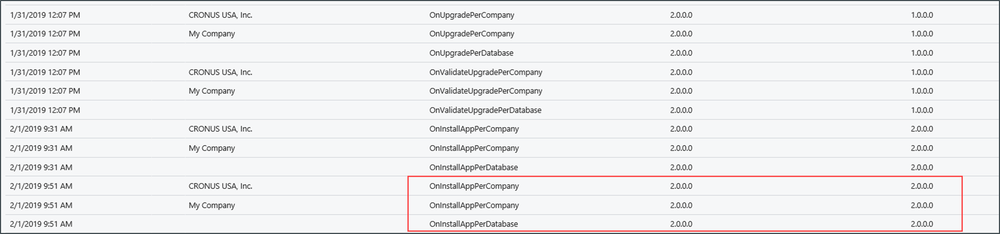 1/31/2019 12:07 PM CRONUS USA, Inc. OnUpgradePerCompany 2.0.0.0 1.0.0.0
1/31/2019 12:07 PM My Company OnUpgradePerCompany 2.0.0.0 1.0.0.0
1/31/2019 12:07 PM OnUpgradePerDatabase 2.0.0.0 1.0.0.0
1/31/2019 12:07 PM CRONUS USA, Inc. OnValidateUpgradePerCompany 2.0.0.0 1.0.0.0
1/31/2019 12:07 PM My Company OnValidateUpgradePerCompany 2.0.0.0 1.0.0.0
1/31/2019 12:07 PM OnValidateUpgradePerDatabase 2.0.0.0 1.0.0.0
2/1/2019 9:31 AM CRONUS USA, Inc. OnInstallAppPerCompany 2.0.0.0 2.0.0.0
2/1/2019 9:31 AM My Company OnInstallAppPerCompany 2.0.0.0 2.0.0.0
2/1/2019 9:31 AM OnInstallAppPerDatabase 2.0.0.0 2.0.0.0
2/1/2019 9:51 AM CRONUS USA, Inc. OnInstallAppPerCompany 2.0.0.0 2.0.0.0
2/1/2019 9:51 AM My Company OnInstallAppPerCompany 2.0.0.0 2.0.0.0
2/1/2019 9:51 AM OnInstallAppPerDatabase 2.0.0.0 2.0.0.0